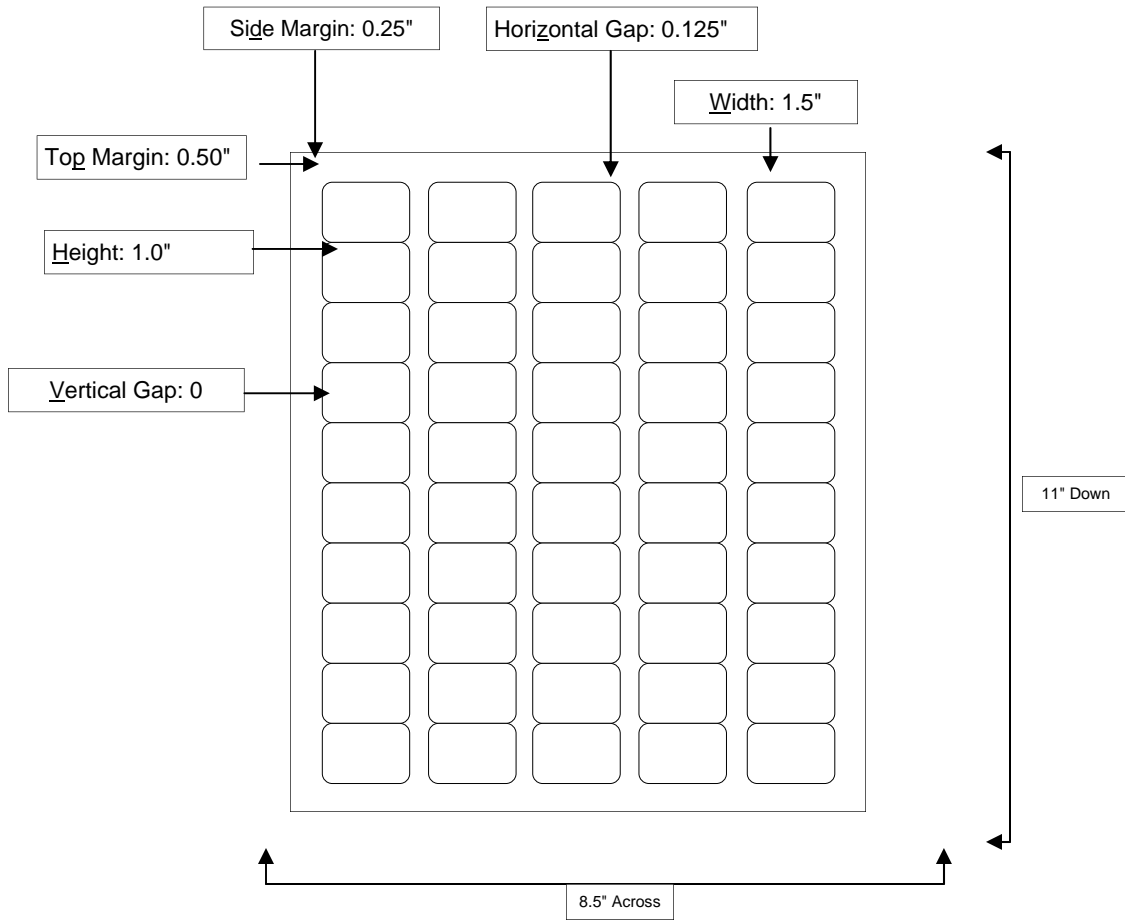 Side Margin: 0.25"
Horizontal Gap: 0.125"
Width: 1.5"
Top Margin: 0.50"
Height: 1.0"
Vertical Gap: 0
11" Down
8.5" Across